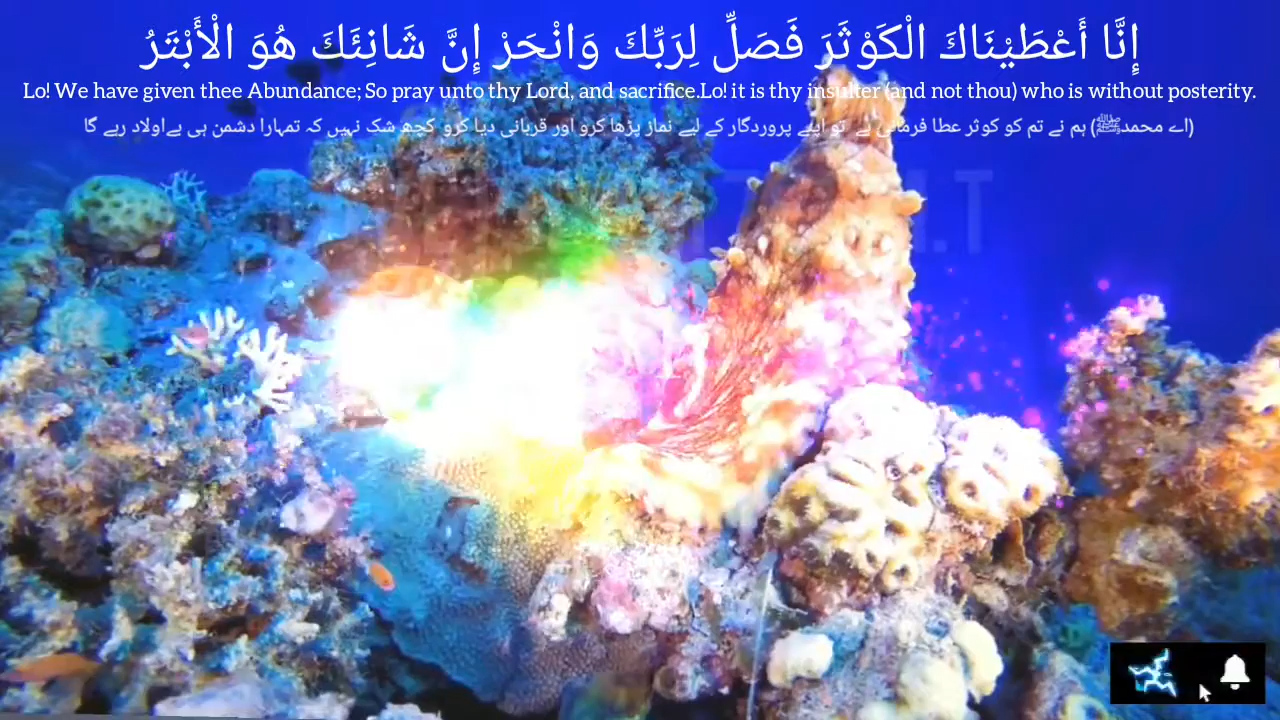 إِنَّا أَعْطَيْنَاكَ الْكَوْثَرَ فَصَلِّ لِرَبِّكَ وَانْحَرْ إِنَّ شَانِئَكَ هُوَ الْأَبْتَرُ
Lo! We have given thee Abundance; So pray unto thy Lord, and sacrifice.Lo! it is thy insulter (and not thou) who is without posterity.
(اے محمدﷺ) ہم نے تم کو کوثر عطا فرمائی ہے تو اپنے پروردگار کے لیے نماز پڑھا کرو اور قربانی دیا کرو کچھ شک نہیں کہ تمہارا دشمن ہی بےاولاد رہے گا